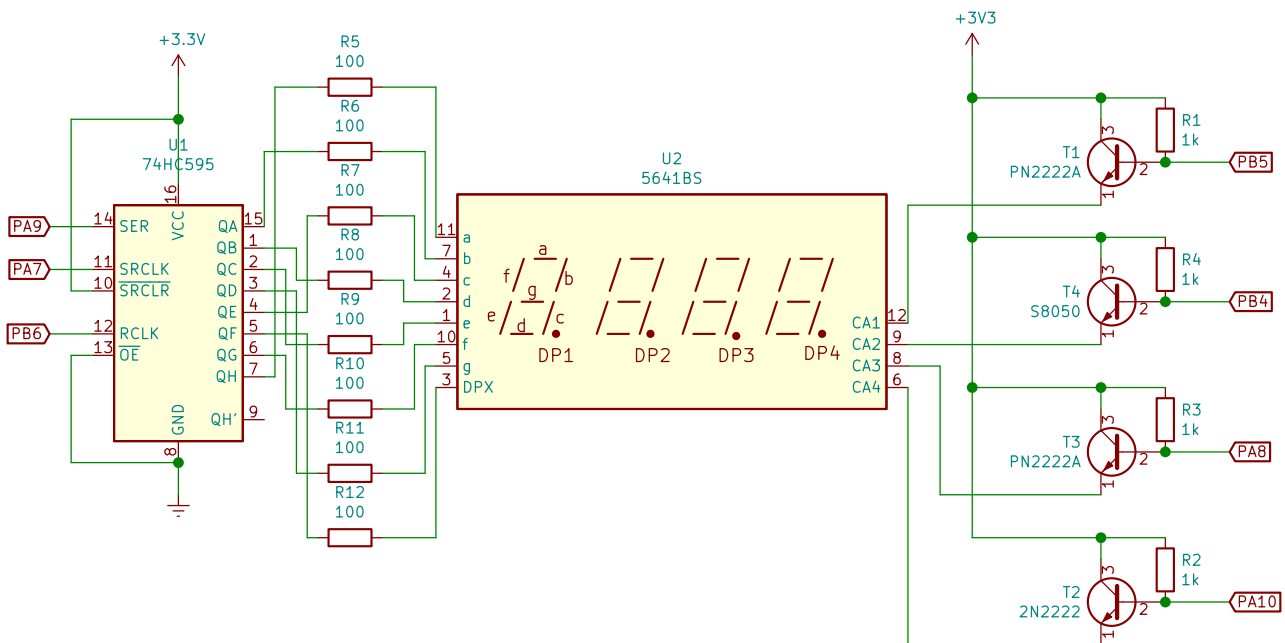 +3.3V
U1
74HC595
PA9
PA7
PB6
14
11
10
12
13
SER
SRCLK
SRCLR
RCLK
OE
16
VCC
GND
8
QA
QB
QC
QD
QE
QF
QG
QH
QH'
15
1
2
3
4
5
6
7
9
R5
100
R6
100
R7
100
R8
100
R9
100
R10
100
R11
100
R12
100
U2
5641BS
11
7
4
2
1
10
5
3
a
b
c
d
e
f
g
DPX
a
f
b
g
e
d
c
DP1
DP2
DP3
DP4
CA1
CA2
CA3
CA4
12
9
8
6
+3V3
R1
1k
T1
PN2222A
3
2
1
PB5
R4
1k
T4
S8050
3
2
1
PB4
R3
1k
T3
PN2222A
3
2
1
PA8
R2
1k
T2
2N2222
3
2
1
PA10